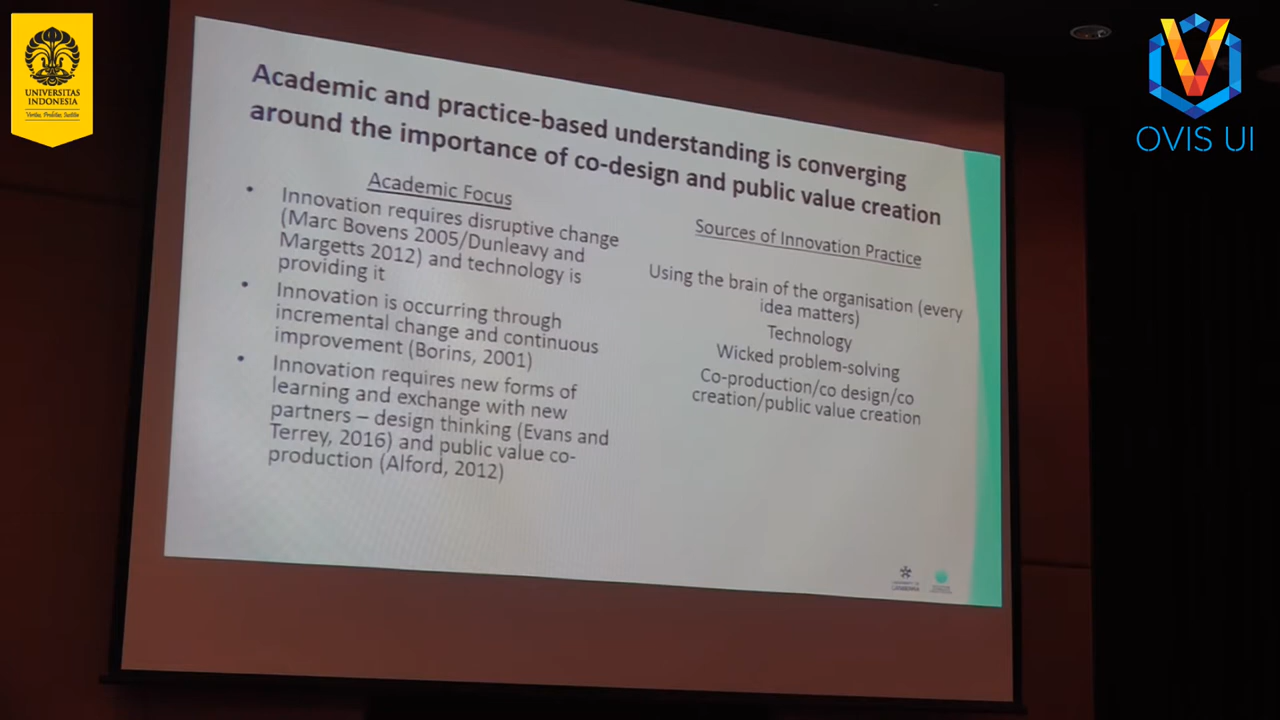 UNIVERSITAS
INDONESIA
Veritas, Probitas, Iustitia
OVIS UI
Academic and practice-based understanding is converging
around the importance of co-design and public value creation
Academic Focus
• Innovation requires disruptive change
(Marc Bovens 2005/Dunleavy and
Margetts 2012) and technology is
providing it
• Innovation is occurring through
incremental change and continuous
improvement (Borins, 2001)
• Innovation requires new forms of
learning and exchange with new
partners – design thinking (Evans and
Terrey, 2016) and public value co-
production (Alford, 2012)
Sources of Innovation Practice
Using the brain of the organisation (every
idea matters)
Technology
Wicked problem-solving
Co-production/co design/co
creation/public value creation
UNIVERSITY OF
CANBERRA